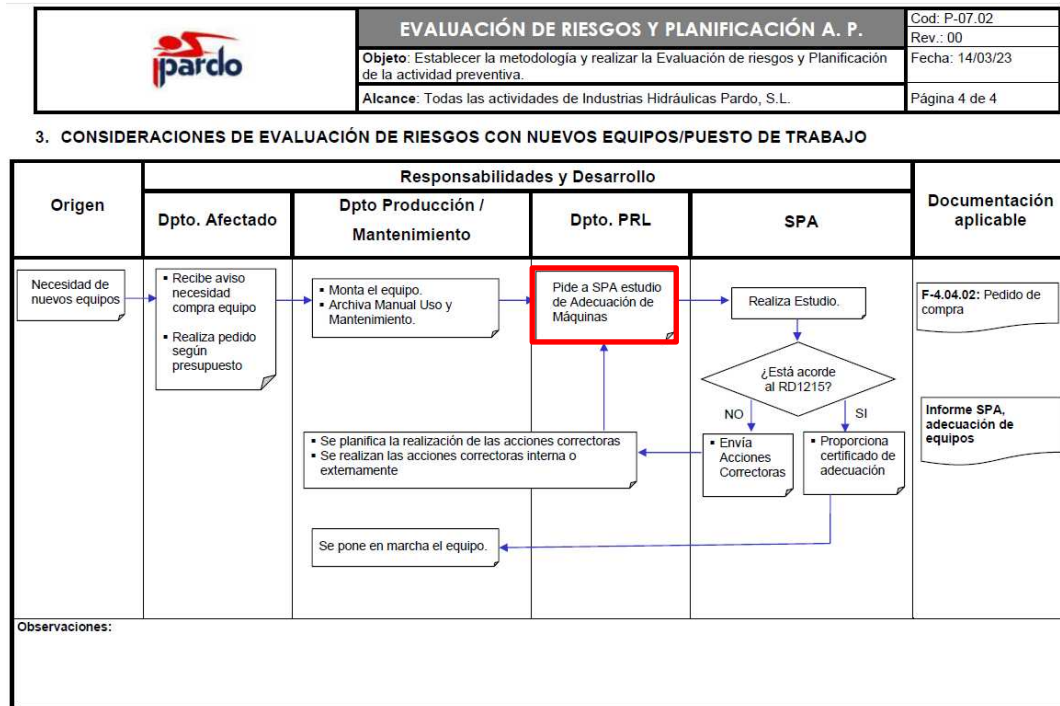 ipardo
EVALUACIÓN DE RIESGOS Y PLANIFICACIÓN A. P.
Cod: P-07.02
Rev.: 00
Objeto: Establecer la metodología y realizar la Evaluación de riesgos y Planificación
de la actividad preventiva.
Fecha: 14/03/23
Alcance: Todas las actividades de Industrias Hidráulicas Pardo, S.L.
Página 4 de 4
3. CONSIDERACIONES DE EVALUACIÓN DE RIESGOS CON NUEVOS EQUIPOS/PUESTO DE TRABAJO
Origen
Responsabilidades y Desarrollo
Documentación
aplicable
Dpto. Afectado
Dpto Producción /
Mantenimiento
Dpto. PRL
SPA
Necesidad de
nuevos equipos
▪ Recibe aviso
necesidad
compra equipo
▪ Realiza pedido
según
presupuesto
▪ Monta el equipo.
▪ Archiva Manual Uso y
Mantenimiento.
Pide a SPA estudio
de Adecuación de
Máquinas
Realiza Estudio.
F-4.04.02: Pedido de
compra
¿Está acorde
al RD1215?
NO
SI
Informe SPA,
adecuación de
equipos
▪ Se planifica la realización de las acciones correctoras
▪ Se realizan las acciones correctoras interna o
externamente
▪ Envía
Acciones
Correctoras
▪ Proporciona
certificado de
adecuación
Se pone en marcha el equipo.
Observaciones: